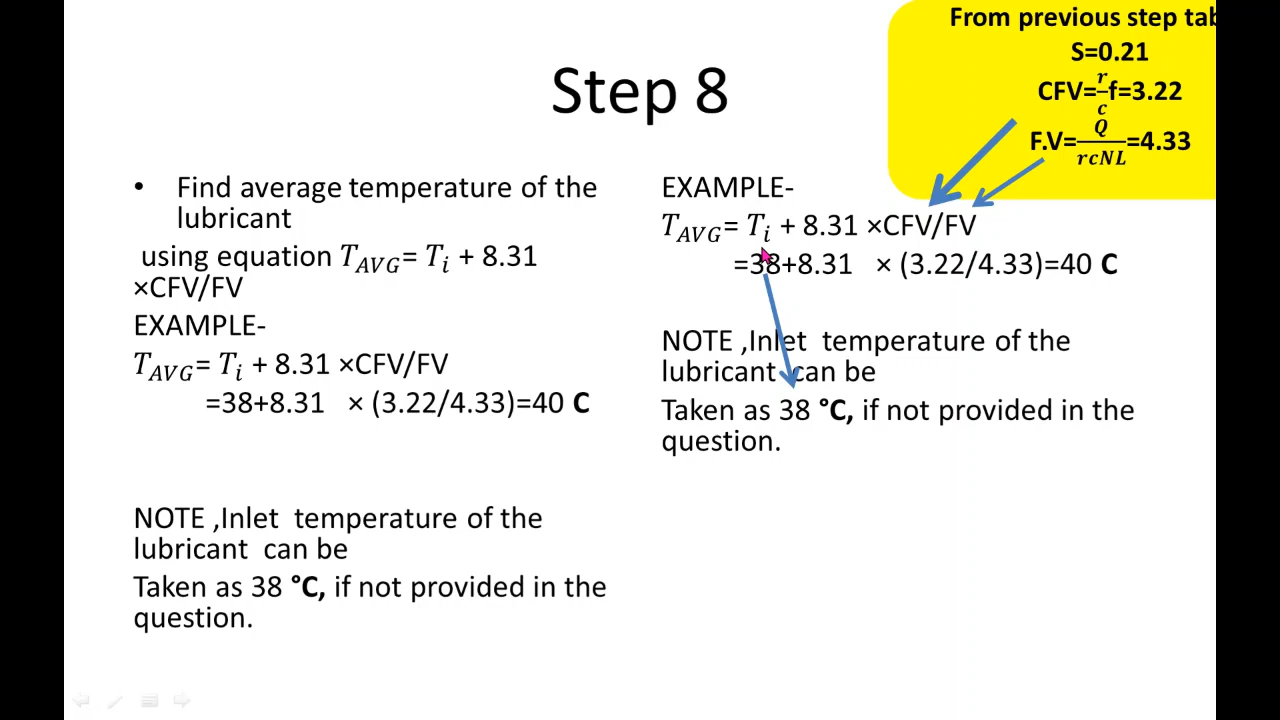 From previous step
S=0.21
CFV=r/c f=3.22
F.V=Q/rcNL=4.33
Step 8
• Find average temperature of the
lubricant
using equation T_AVG= T_i + 8.31
×CFV/FV
EXAMPLE-
T_AVG= T_i + 8.31 ×CFV/FV
=38+8.31 × (3.22/4.33)=40 C
NOTE ,Inlet temperature of the
lubricant can be
Taken as 38 °C, if not provided in the
question.
EXAMPLE-
T_AVG= T_i + 8.31 ×CFV/FV
=38+8.31 × (3.22/4.33)=40 C
NOTE ,Inlet temperature of the
lubricant can be
Taken as 38 °C, if not provided in the
question.